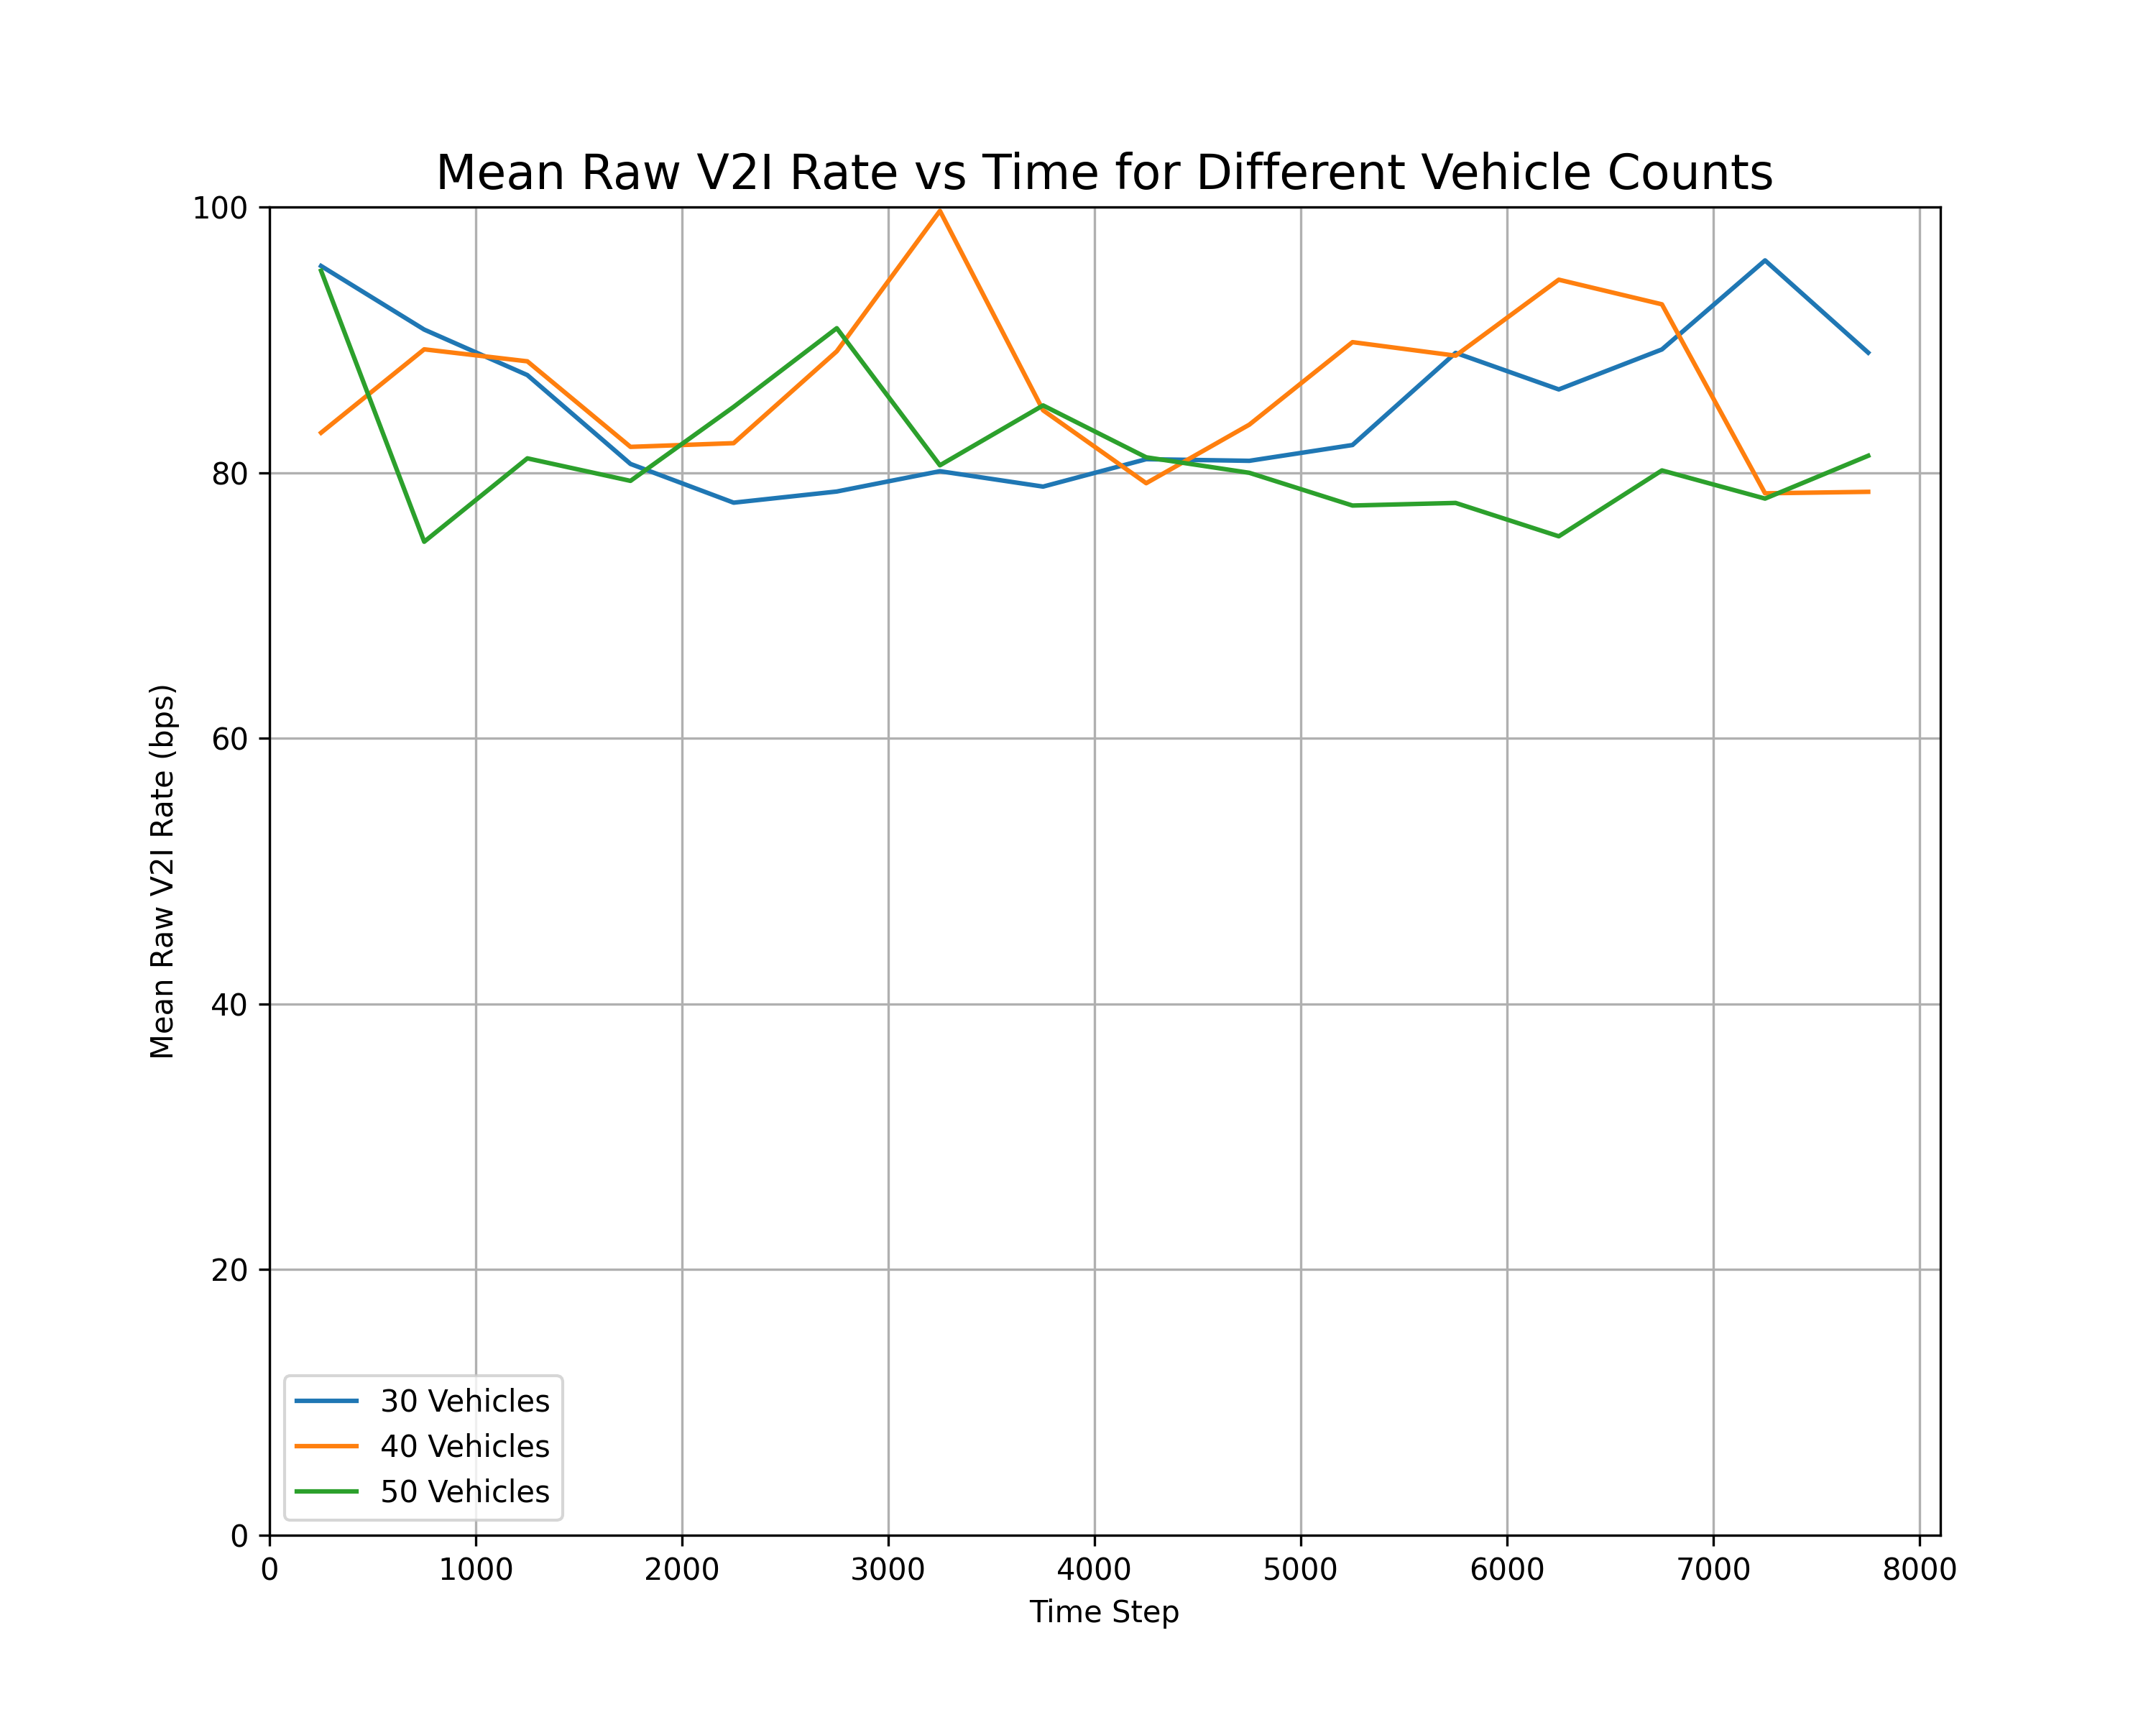 Mean Raw V2I Rate vs Time for Different Vehicle Counts
100
80
60
40
20
0
Mean Raw V2I Rate (bps)
30 Vehicles
40 Vehicles
50 Vehicles
0 1000 2000 3000 4000 5000 6000 7000 8000
Time Step